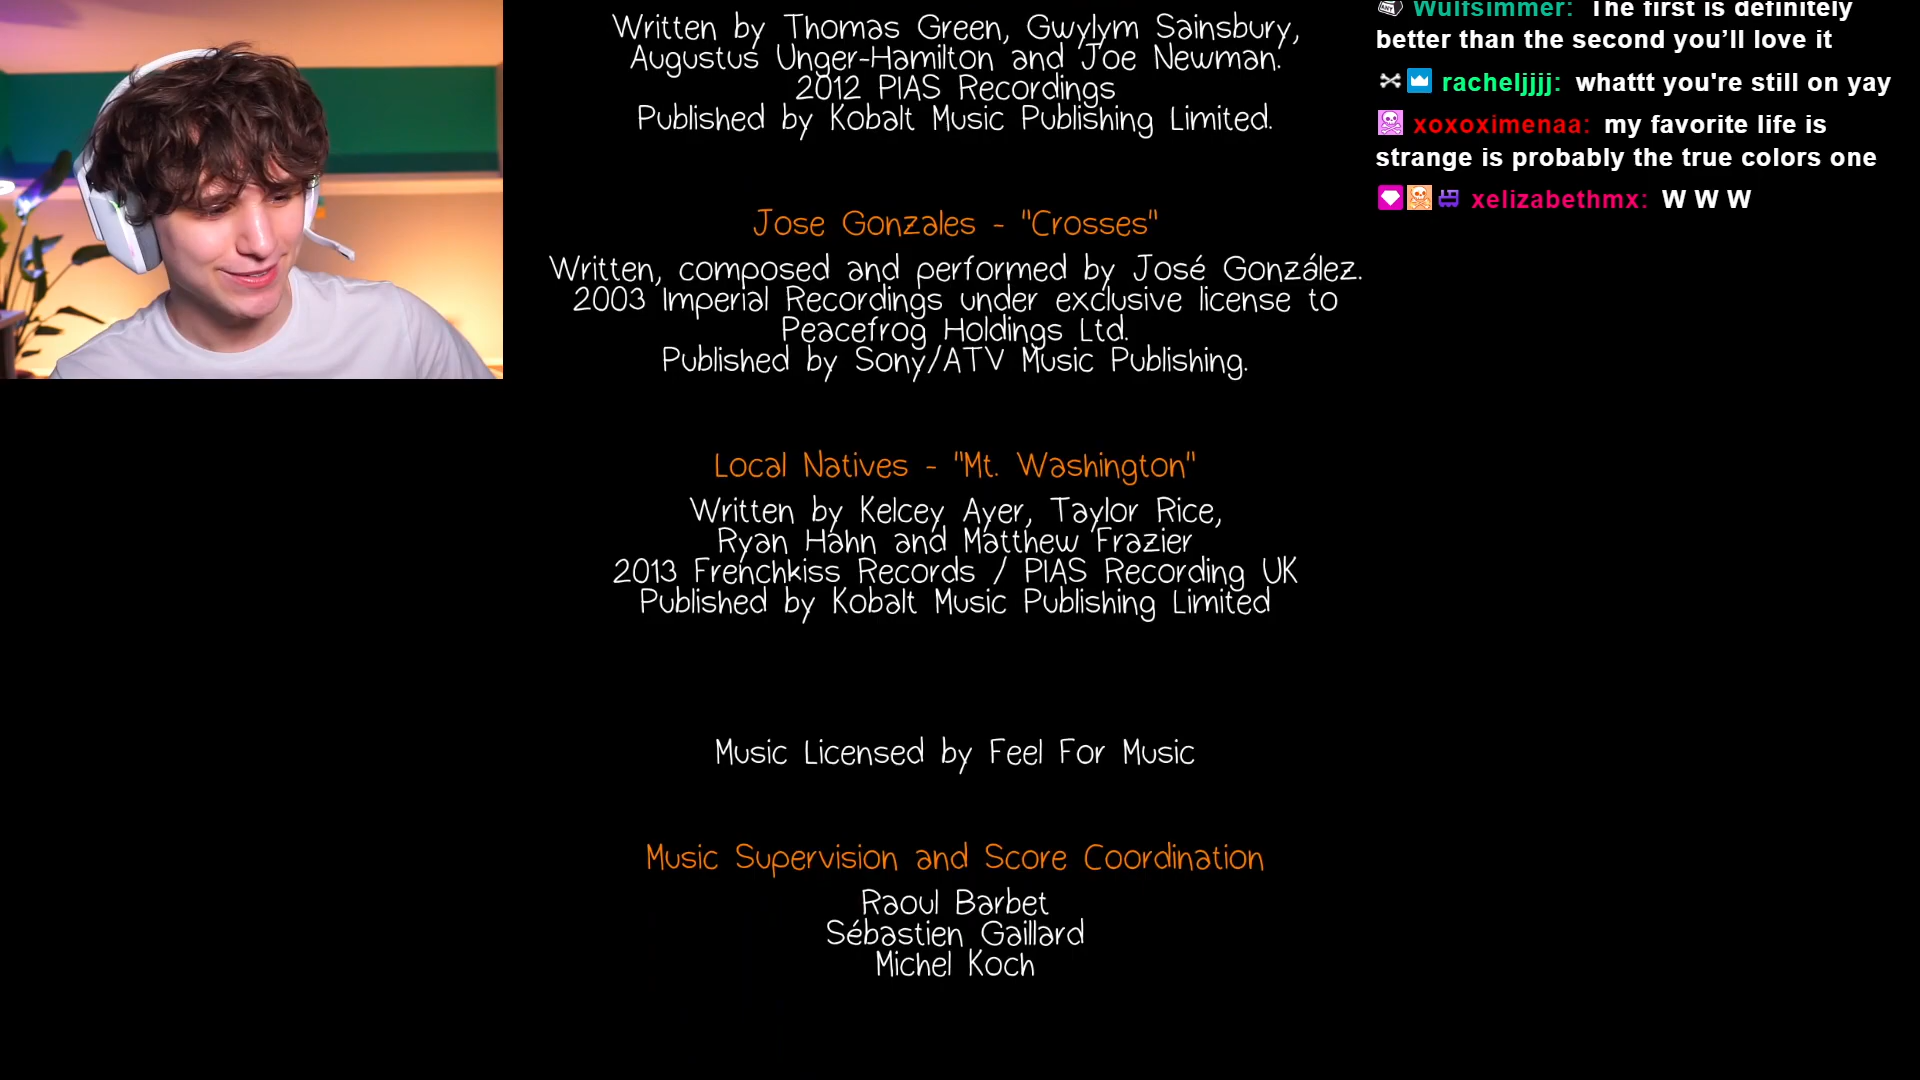 Written by Thomas Green, Gwylym Sainsbury,
Augustus Unger-Hamilton and Joe Newman.
2012 PIAS Recordings
Published by Kobalt Music Publishing Limited.
Jose Gonzales - "Crosses"
Written, composed and performed by José González.
2003 Imperial Recordings under exclusive license to
Peacefrog Holdings Ltd.
Published by Sony/ATV Music Publishing.
Local Natives - "Mt. Washington"
Written by Kelcey Ayer, Taylor Rice,
Ryan Hahn and Matthew Frazier
2013 Frenchkiss Records / PIAS Recording UK
Published by Kobalt Music Publishing Limited
Music Licensed by Feel For Music
Music Supervision and Score Coordination
Raoul Barbet
Sébastien Gaillard
Michel Koch
Wulfsimmer: The first is definitely
better than the second you’ll love it
racheljjjj: whattt you're still on yay
xoxoximenaa: my favorite life is
strange is probably the true colors one
xelizabethmx: W W W